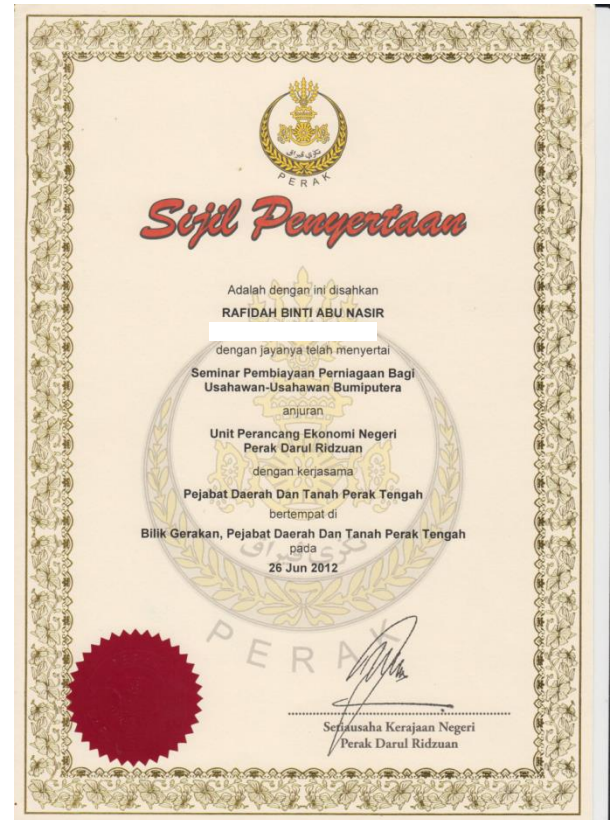 نكري ڤيراق
PERAK
Sijil Penyertaan
Adalah dengan ini disahkan
RAFIDAH BINTI ABU NASIR
dengan jayanya telah menyertai
Seminar Pembiayaan Perniagaan Bagi
Usahawan-Usahawan Bumiputera
anjuran
Unit Perancang Ekonomi Negeri
Perak Darul Ridzuan
dengan kerjasama
Pejabat Daerah Dan Tanah Perak Tengah
bertempat di
Bilik Gerakan, Pejabat Daerah Dan Tanah Perak Tengah
pada
26 Jun 2012
PERAK
Setiausaha Kerajaan Negeri
Perak Darul Ridzuan